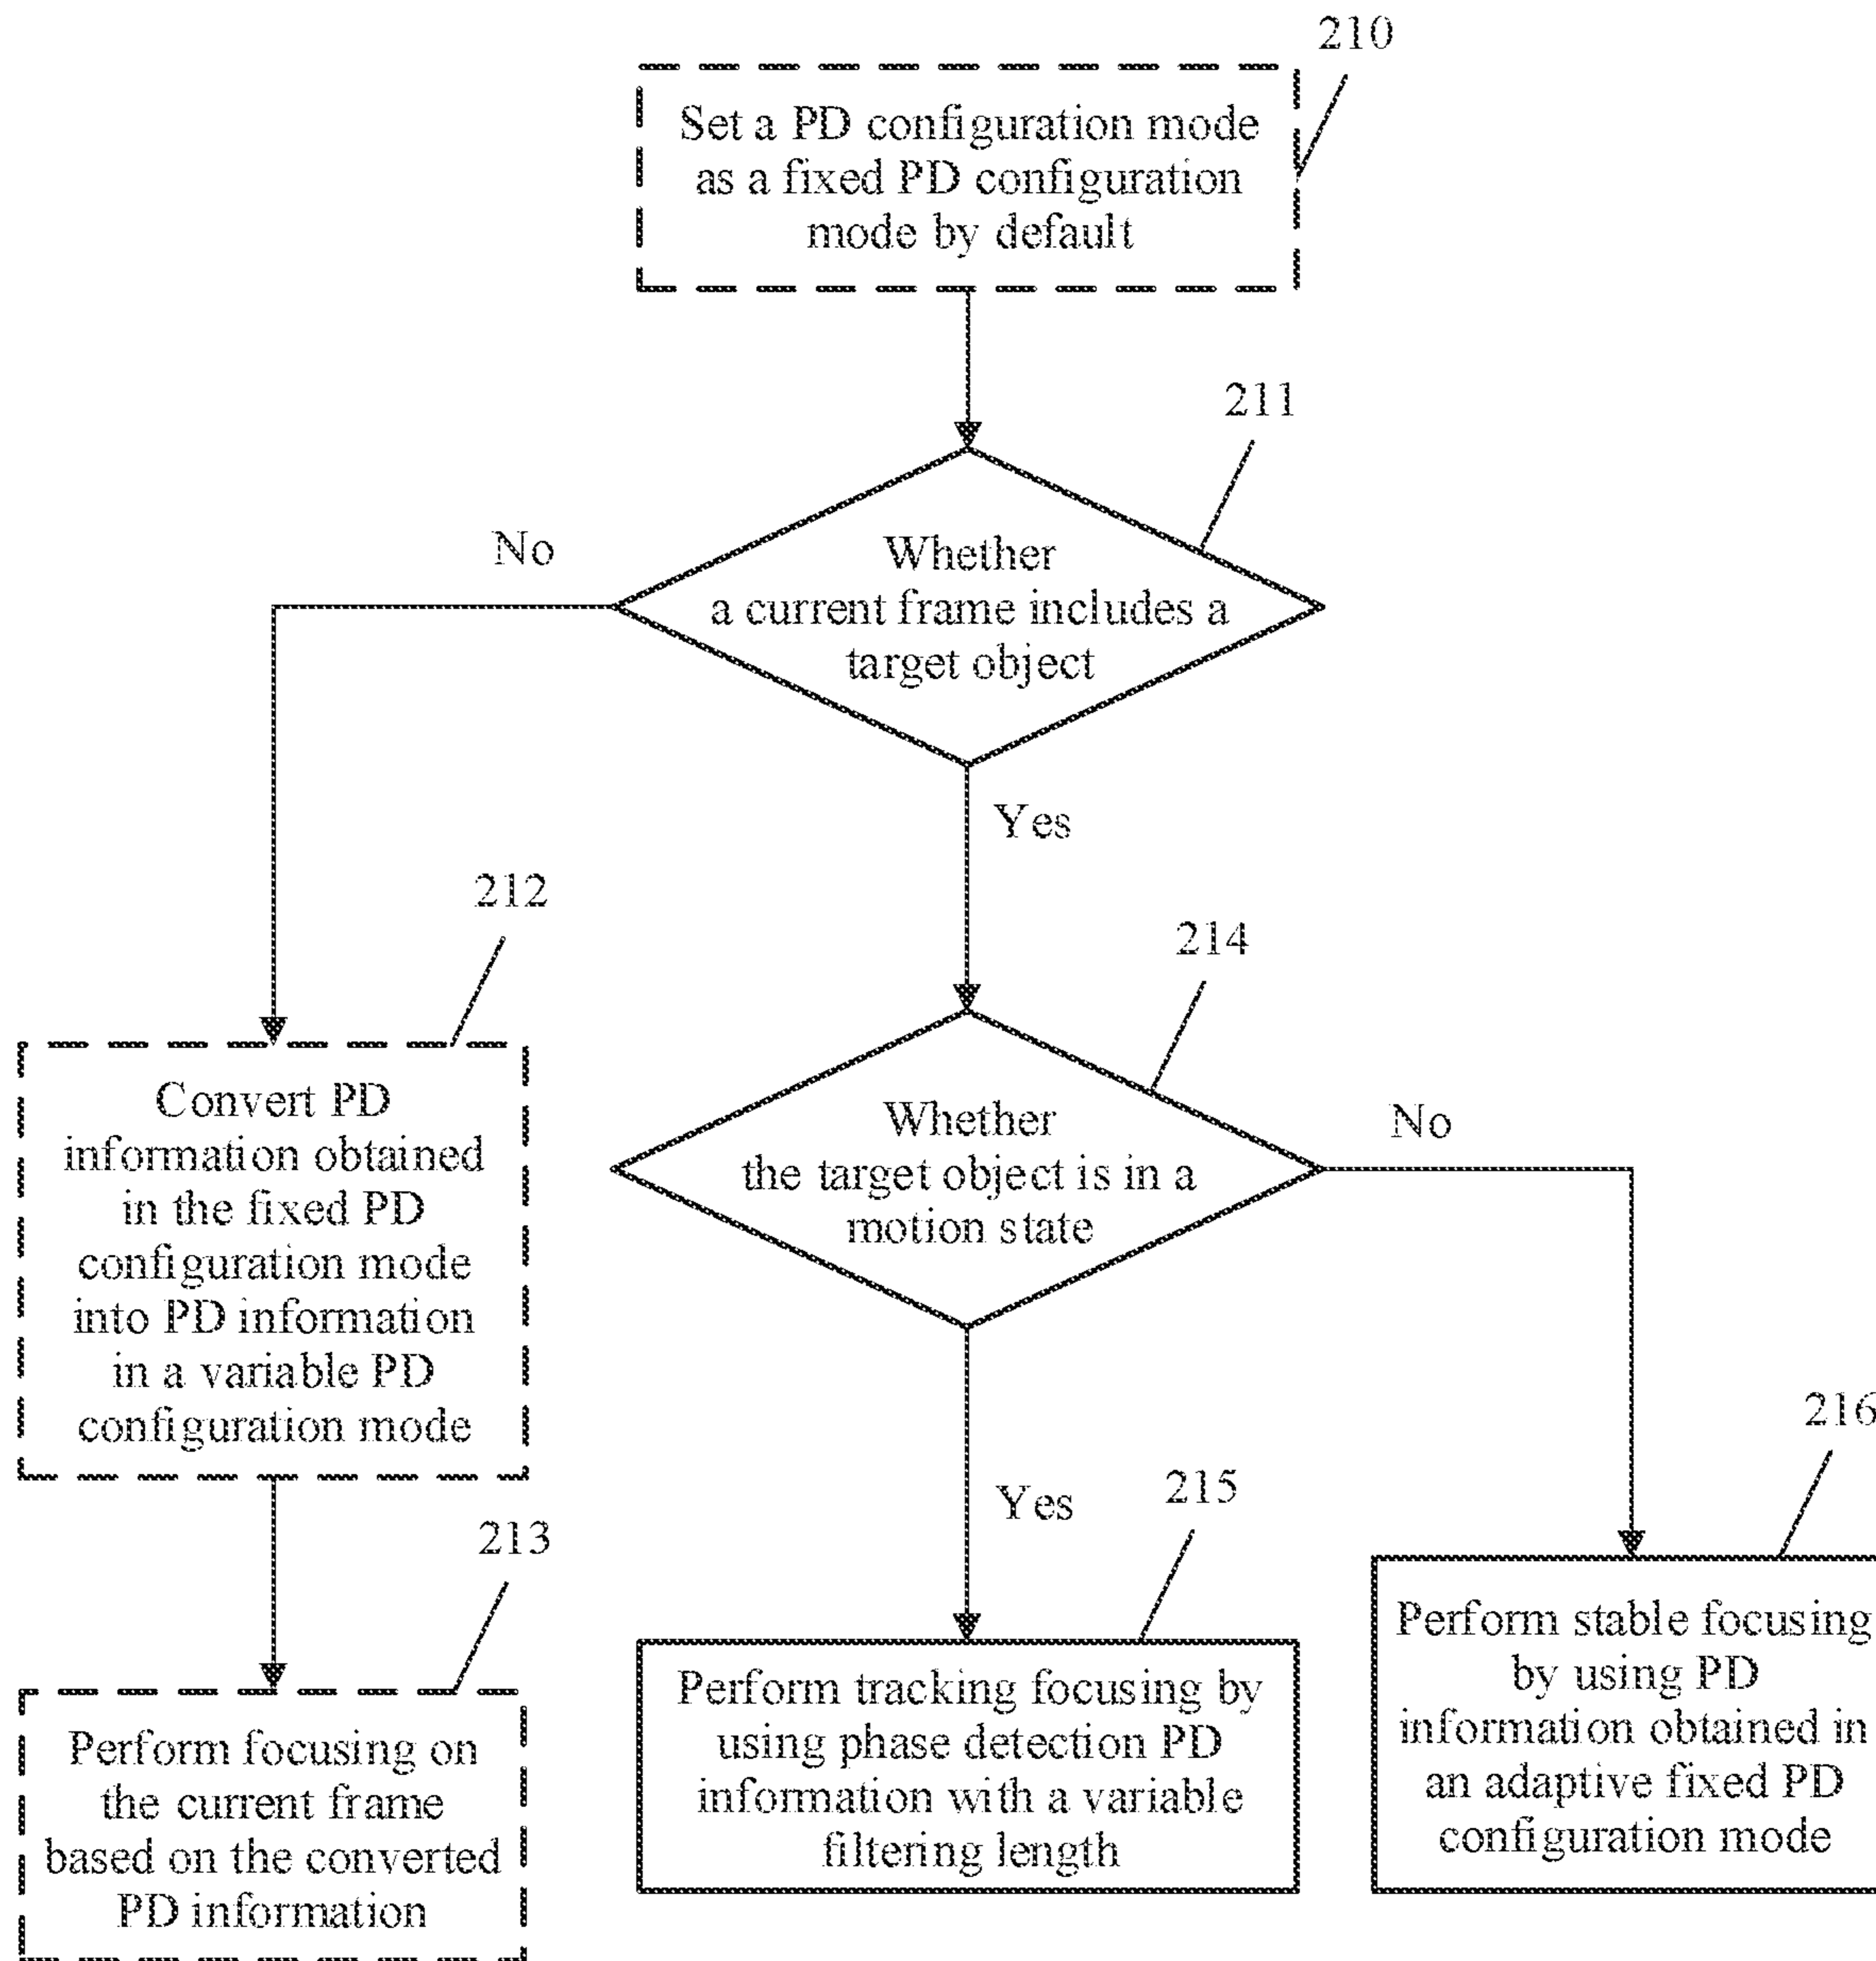 210
Set a PD configuration mode
as a fixed PD configuration
mode by default
211
No
Whether
a current frame includes a
target object
Yes
212
214
Convert PD
information obtained
in the fixed PD
configuration mode
into PD information
in a variable PD
configuration mode
Whether
the target object is in a
motion state
No
216
213
Yes
215
Perform focusing on
the current frame
based on the converted
PD information
Perform tracking focusing by
using phase detection PD
information with a variable
filtering length
Perform stable focusing
by using PD
information obtained in
an adaptive fixed PD
configuration mode